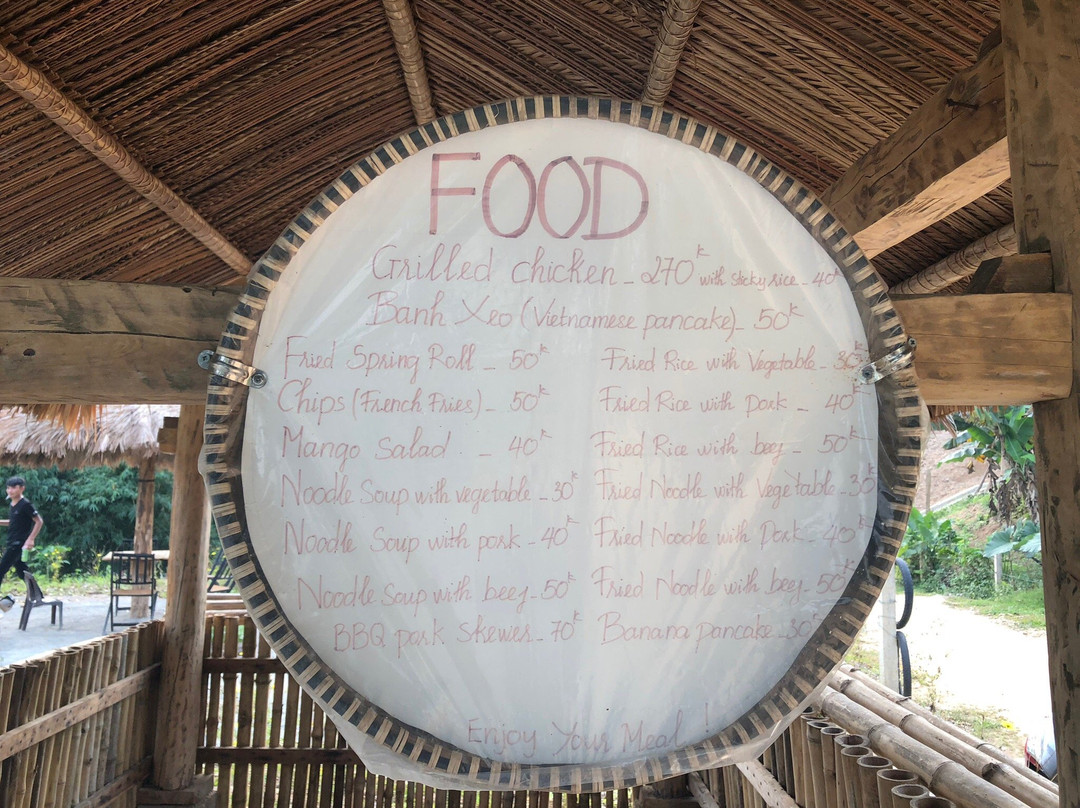 FOOD
Grilled chicken - 270k with sticky rice - 40
Banh Xeo (Vietnamese pancake) - 50k
Fried Spring Roll - 50k
Chips (French Fries) - 50k
Mango Salad - 40k
Noodle Soup with vegetable - 30k
Noodle Soup with pork - 40k
Noodle Soup with beef - 50k
BBQ pork skewer - 70k
Fried Rice with Vegetable - 30k
Fried Rice with pork - 40k
Fried Rice with beef - 50k
Fried Noodle with Vegetable - 30k
Fried Noodle with Pork - 40k
Fried Noodle with beef - 50k
Banana pancake - 30k
Enjoy Your Meal!